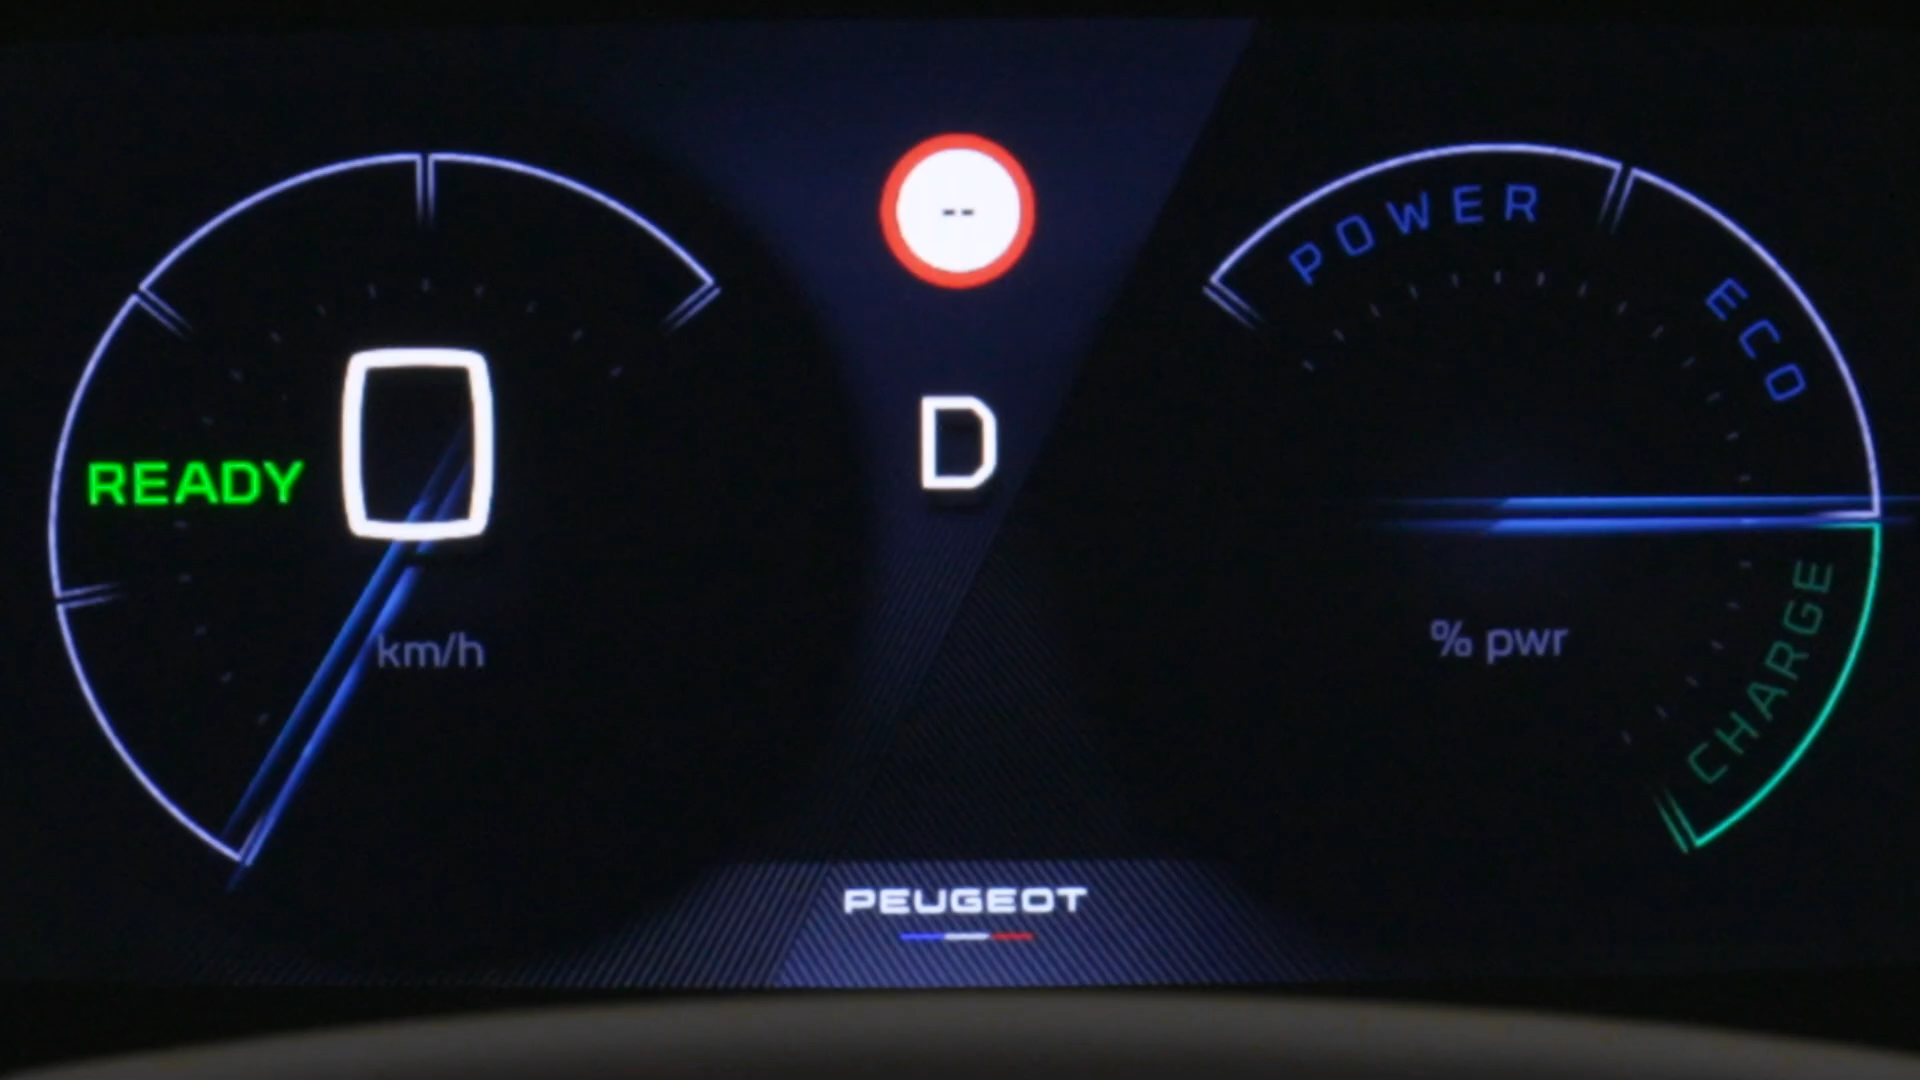 --
POWER
ECO
D
READY
0
km/h
% pwr
CHARGE
PEUGEOT